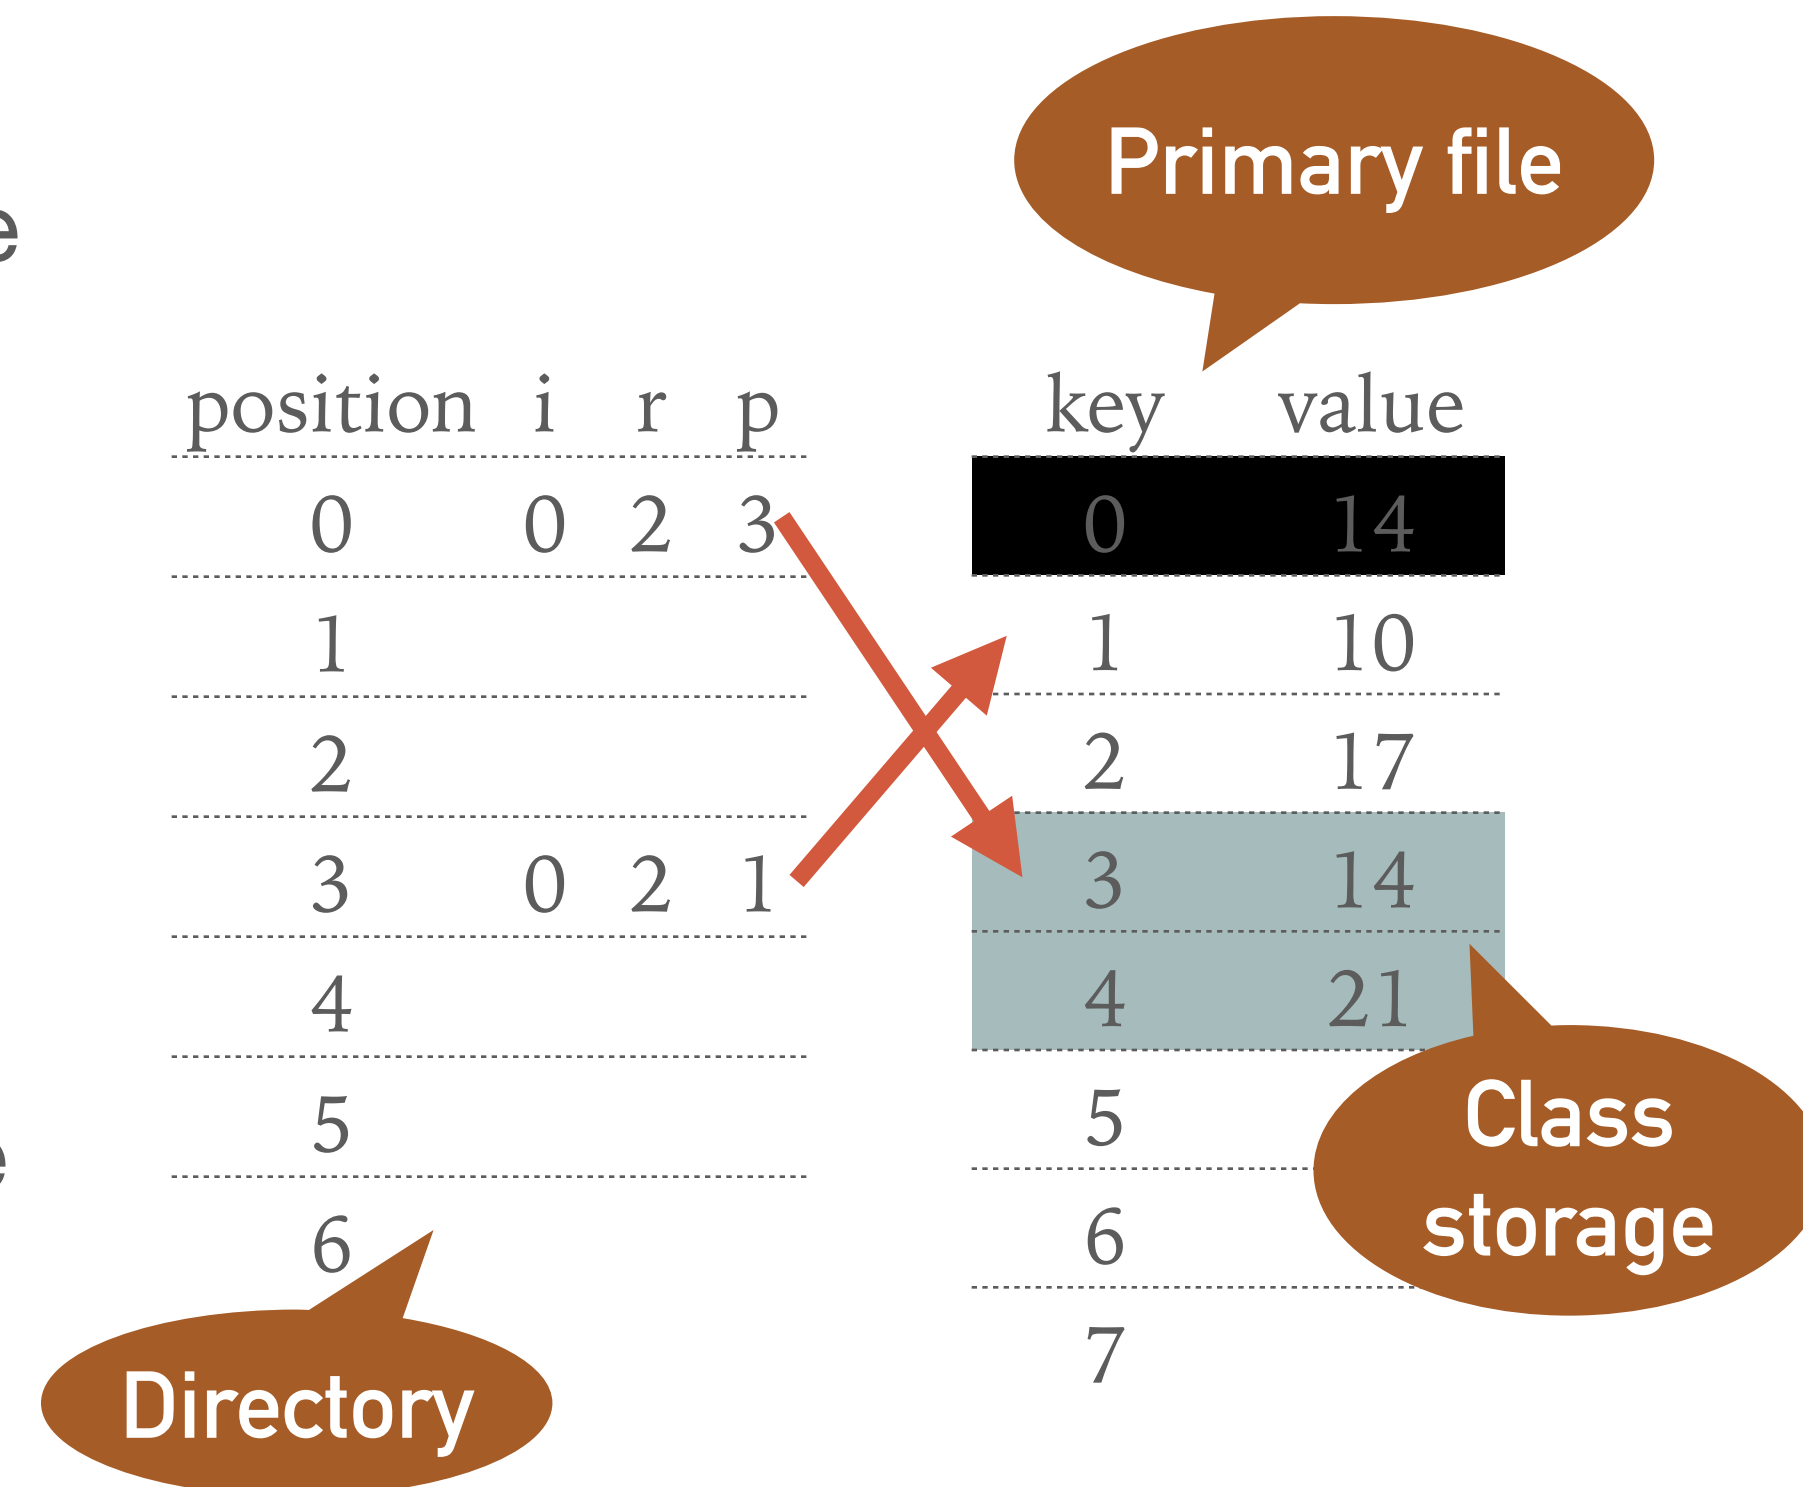 Primary file
e
position i r p
0 0 2 3
1
2
3 0 2 1
4
5
6
key value
0 14
1 10
2 17
3 14
4 21
5
6
7
Class
storage
e
Directory